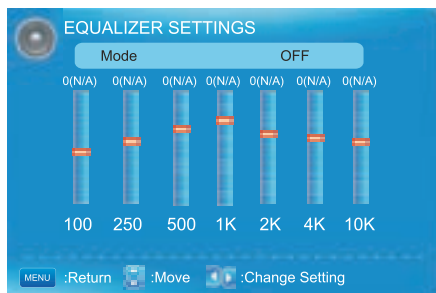 EQUALIZER SETTINGS
Mode OFF
0(N/A) 0(N/A) 0(N/A) 0(N/A) 0(N/A) 0(N/A) 0(N/A)
100 250 500 1K 2K 4K 10K
MENU :Return :Move :Change Setting